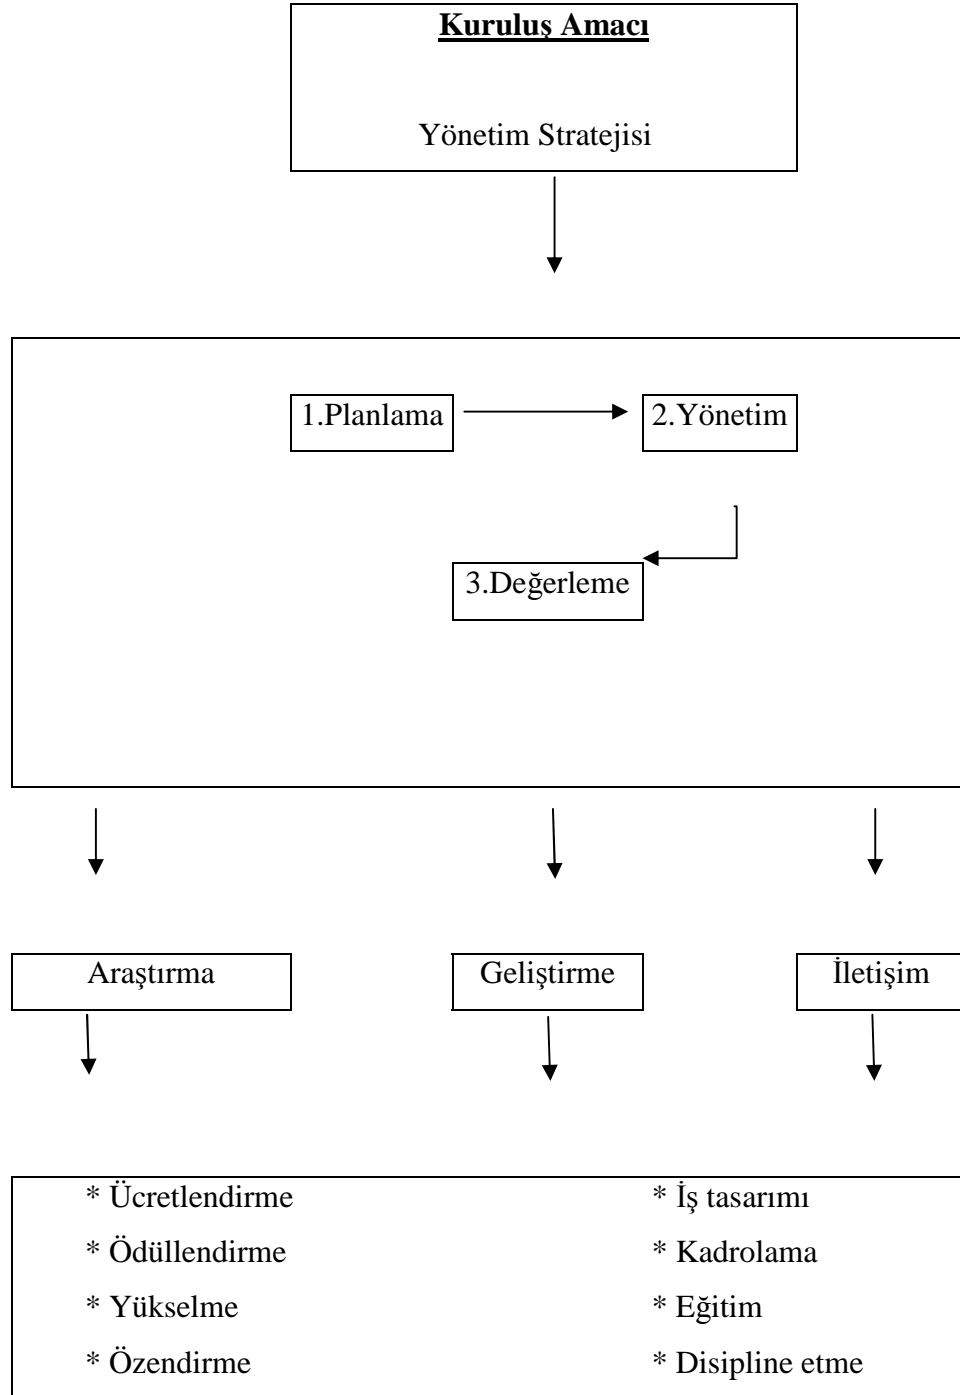 Kuruluş Amacı
Yönetim Stratejisi
1.Planlama
2.Yönetim
3.Değerleme
Araştırma
Geliştirme
İletişim
* Ücretlendirme
* İş tasarımı
* Ödüllendirme
* Kadrolama
* Yükselme
* Eğitim
* Özendirme
* Disipline etme